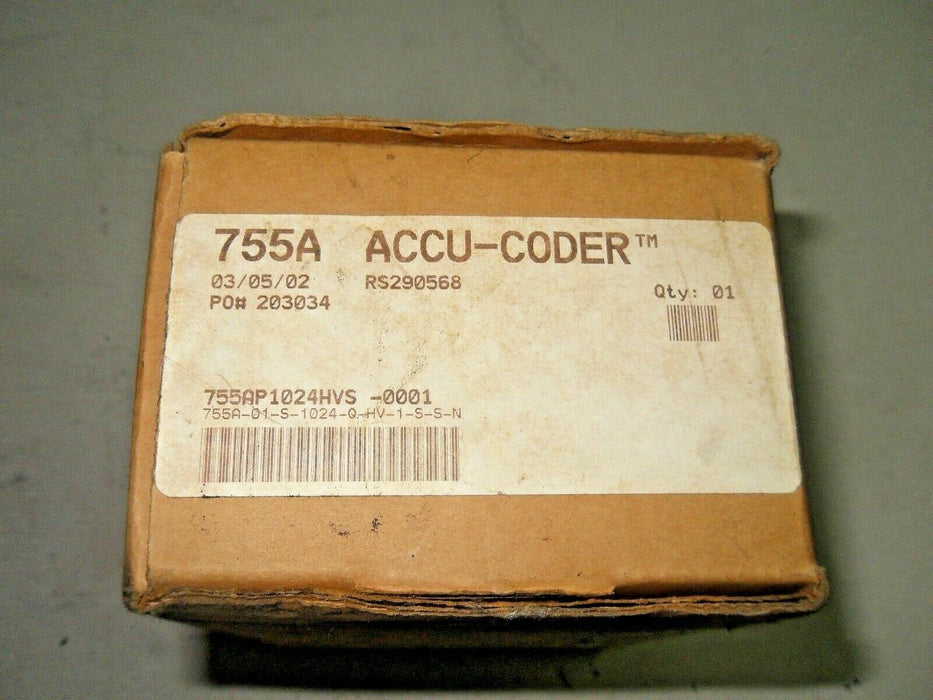 755A ACCU-CODER™
03/05/02 RS290568
PO# 203034
Qty: 01
755AP1024HVS -0001
755A-01-S-1024-Q-HV-1-S-S-N